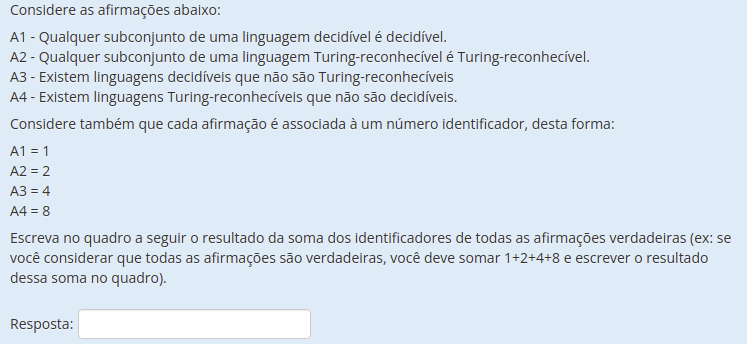 Considere as afirmações abaixo:
A1 - Qualquer subconjunto de uma linguagem decidível é decidível.
A2 - Qualquer subconjunto de uma linguagem Turing-reconhecível é Turing-reconhecível.
A3 - Existem linguagens decidíveis que não são Turing-reconhecíveis
A4 - Existem linguagens Turing-reconhecíveis que não são decidíveis.
Considere também que cada afirmação é associada à um número identificador, desta forma:
A1 = 1
A2 = 2
A3 = 4
A4 = 8
Escreva no quadro a seguir o resultado da soma dos identificadores de todas as afirmações verdadeiras (ex: se
você considerar que todas as afirmações são verdadeiras, você deve somar 1+2+4+8 e escrever o resultado
dessa soma no quadro).
Resposta: